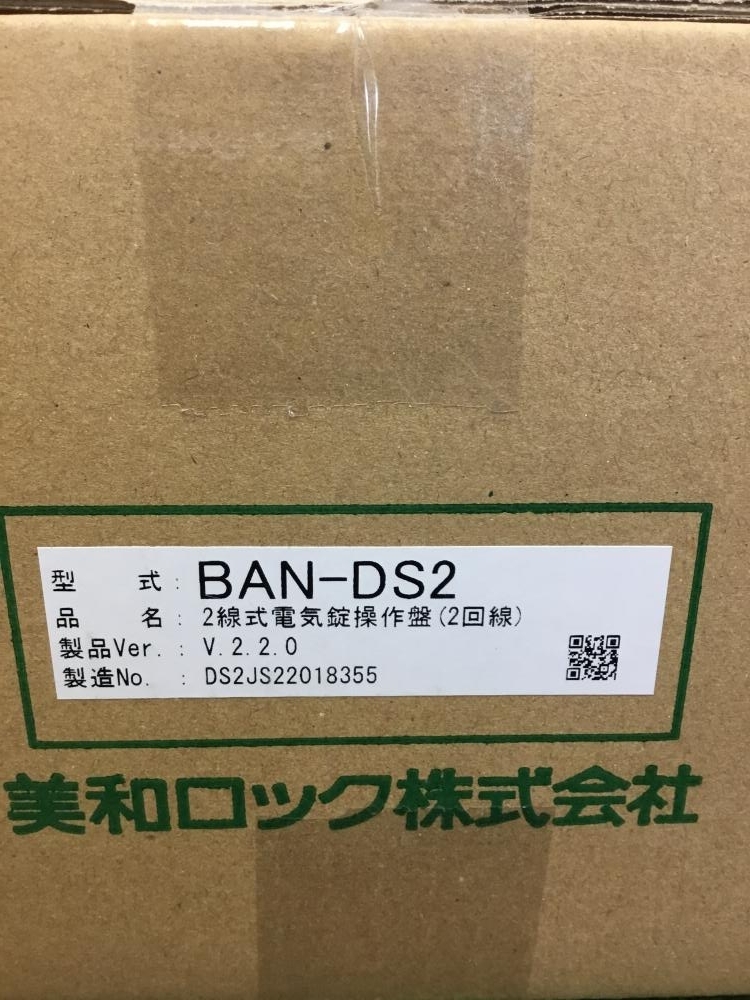 型 式 : BAN-DS2
品 名 : 2線式電気錠操作盤(2回線)
製品Ver. : V.2.2.0
製造No. : DS2JS22018355
美和ロック株式会社